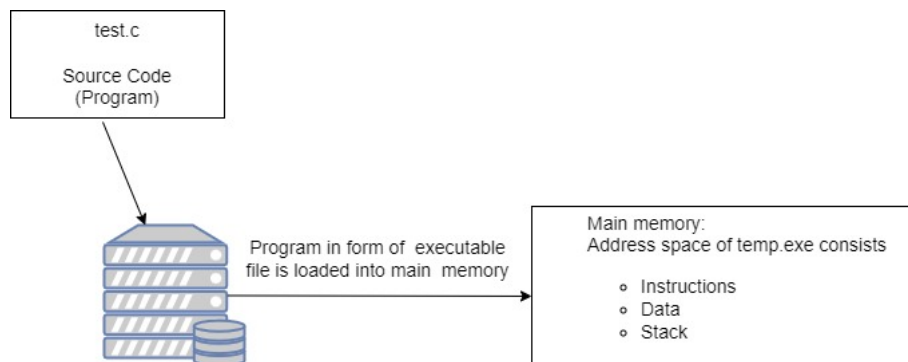 test.c
Source Code
(Program)
Program in form of executable
file is loaded into main memory
Main memory:
Address space of temp.exe consists
Instructions
Data
Stack